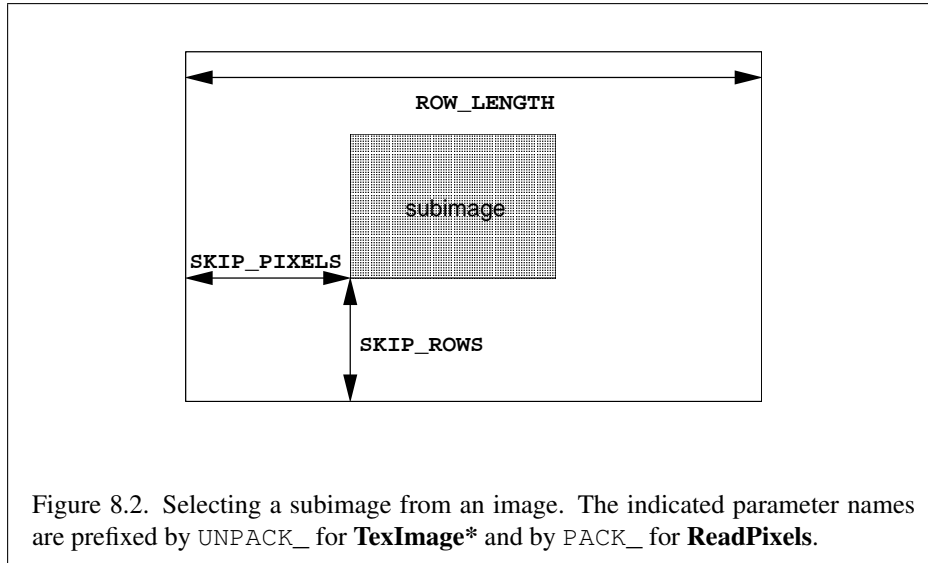 ROW_LENGTH
subimage
SKIP_PIXELS
SKIP_ROWS
Figure 8.2. Selecting a subimage from an image. The indicated parameter names
are prefixed by UNPACK_ for TexImage* and by PACK_ for ReadPixels.